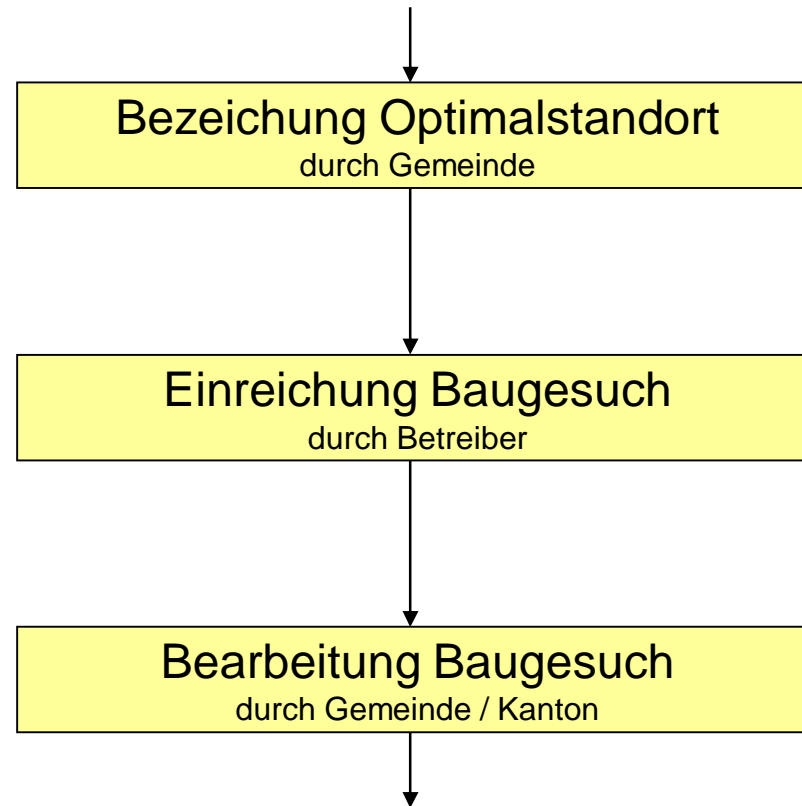 Bezeichung Optimalstandort
durch Gemeinde
Einreichung Baugesuch
durch Betreiber
Bearbeitung Baugesuch
durch Gemeinde / Kanton